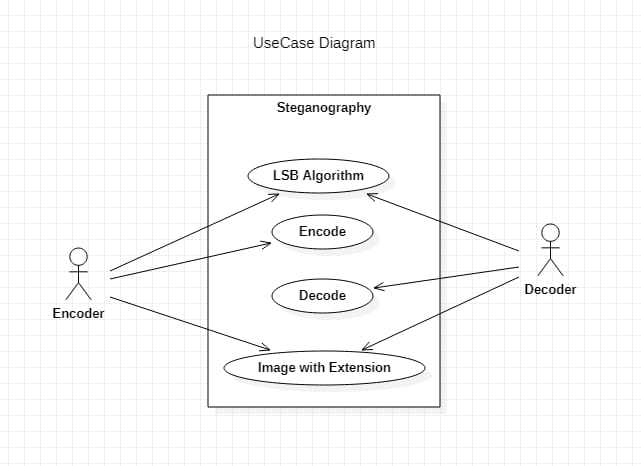 UseCase Diagram
Steganography
LSB Algorithm
Encode
Decode
Encoder
Decoder
Image with Extension